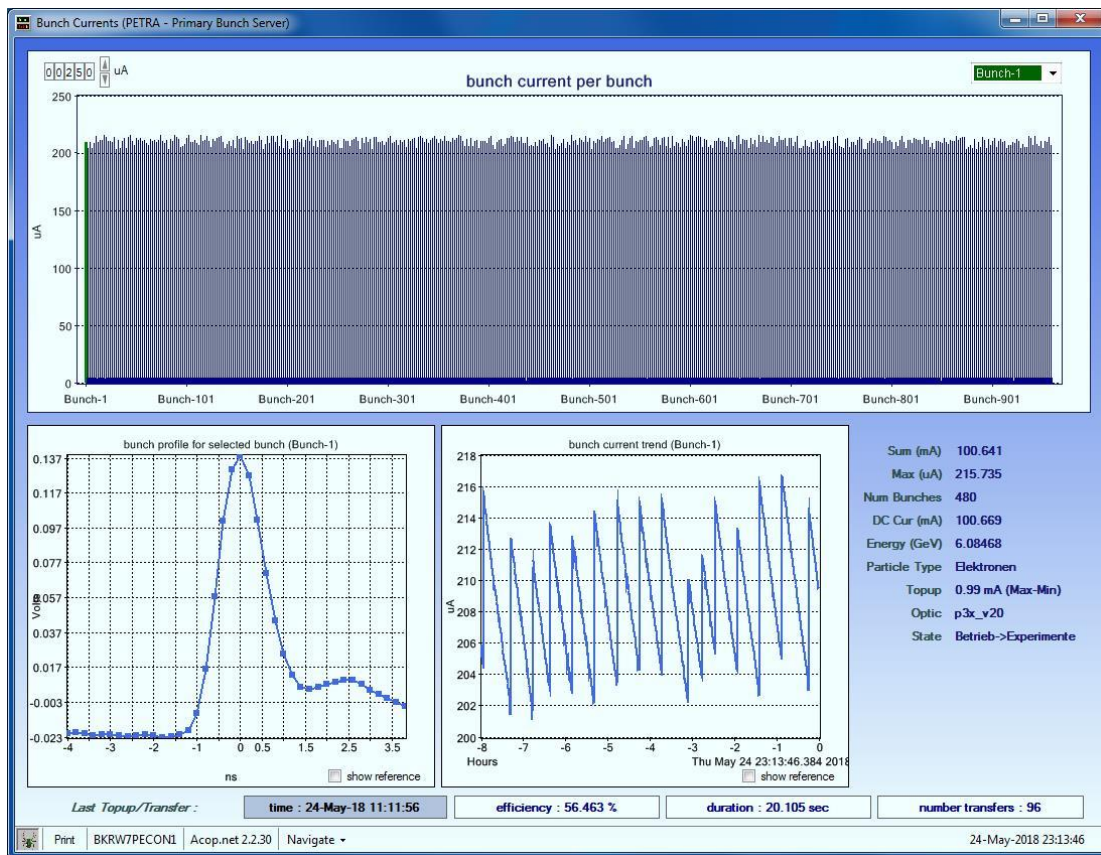 Bunch Currents (PETRA - Primary Bunch Server)
00250 uA
bunch current per bunch
Bunch-1
250
200
150
100
50
0
uA
Bunch-1 Bunch-101 Bunch-201 Bunch-301 Bunch-401 Bunch-501 Bunch-601 Bunch-701 Bunch-801 Bunch-901
bunch profile for selected bunch (Bunch-1)
0.137
0.117
0.097
0.077
0.057
0.037
0.017
-0.003
-0.023
-4 -3 -2 -1 0 0.5 1.5 2.5 3.5
ns
show reference
bunch current trend (Bunch-1)
218
216
214
212
210
208
206
204
202
200
uA
-8 -7 -6 -5 -4 -3 -2 -1 0
Hours
Thu May 24 23:13:46.384 2018
show reference
Sum (mA) 100.641
Max (uA) 215.735
Num Bunches 480
DC Cur (mA) 100.669
Energy (GeV) 6.08468
Particle Type Elektronen
Topup 0.99 mA (Max-Min)
Optic p3x_v20
State Betrieb->Experimente
Last Topup/Transfer :
time : 24-May-18 11:11:56
efficiency : 56.463 %
duration : 20.105 sec
number transfers : 96
Print BKRW7PECON1 Acop.net 2.2.30 Navigate
24-May-2018 23:13:46